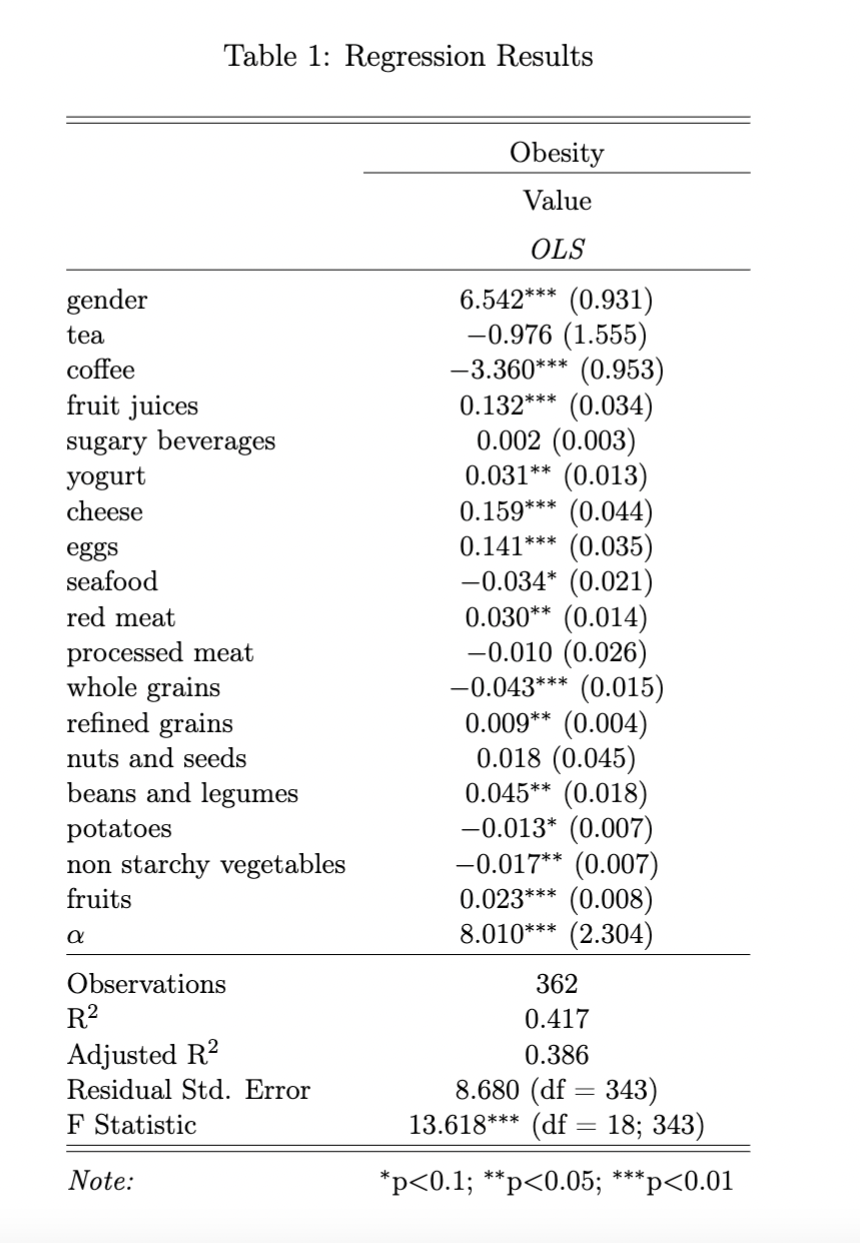 Table 1: Regression Results
Obesity
Value
OLS
gender 6.542*** (0.931)
tea −0.976 (1.555)
coffee −3.360*** (0.953)
fruit juices 0.132*** (0.034)
sugary beverages 0.002 (0.003)
yogurt 0.031** (0.013)
cheese 0.159*** (0.044)
eggs 0.141*** (0.035)
seafood −0.034* (0.021)
red meat 0.030** (0.014)
processed meat −0.010 (0.026)
whole grains −0.043*** (0.015)
refined grains 0.009** (0.004)
nuts and seeds 0.018 (0.045)
beans and legumes 0.045** (0.018)
potatoes −0.013* (0.007)
non starchy vegetables −0.017** (0.007)
fruits 0.023*** (0.008)
α 8.010*** (2.304)
Observations 362
R² 0.417
Adjusted R² 0.386
Residual Std. Error 8.680 (df = 343)
F Statistic 13.618*** (df = 18; 343)
Note: *p<0.1; **p<0.05; ***p<0.01